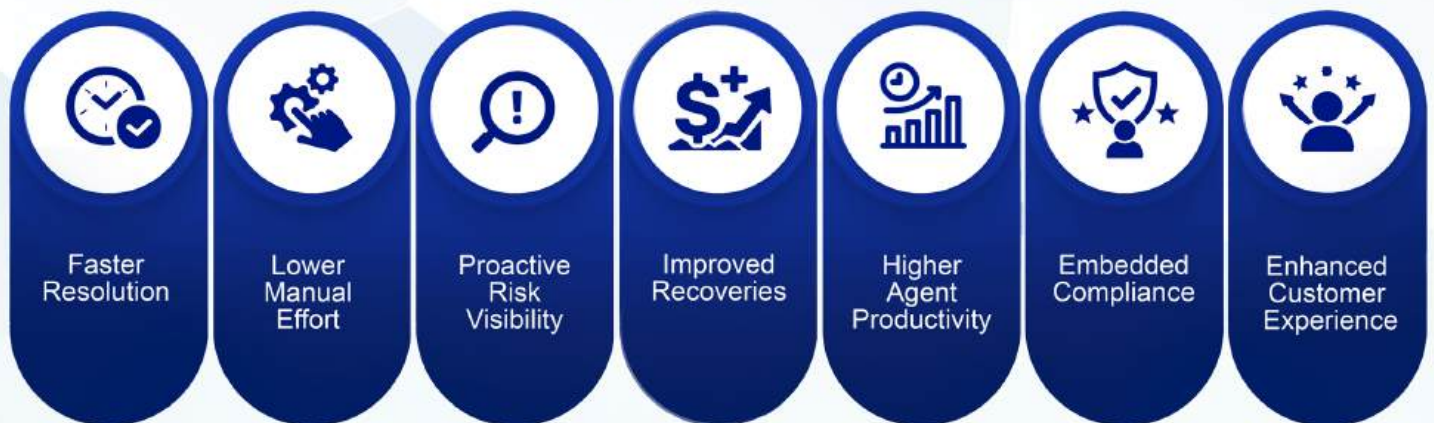 Faster
Resolution
Lower
Manual
Effort
Proactive
Risk
Visibility
Improved
Recoveries
Higher
Agent
Productivity
Embedded
Compliance
Enhanced
Customer
Experience